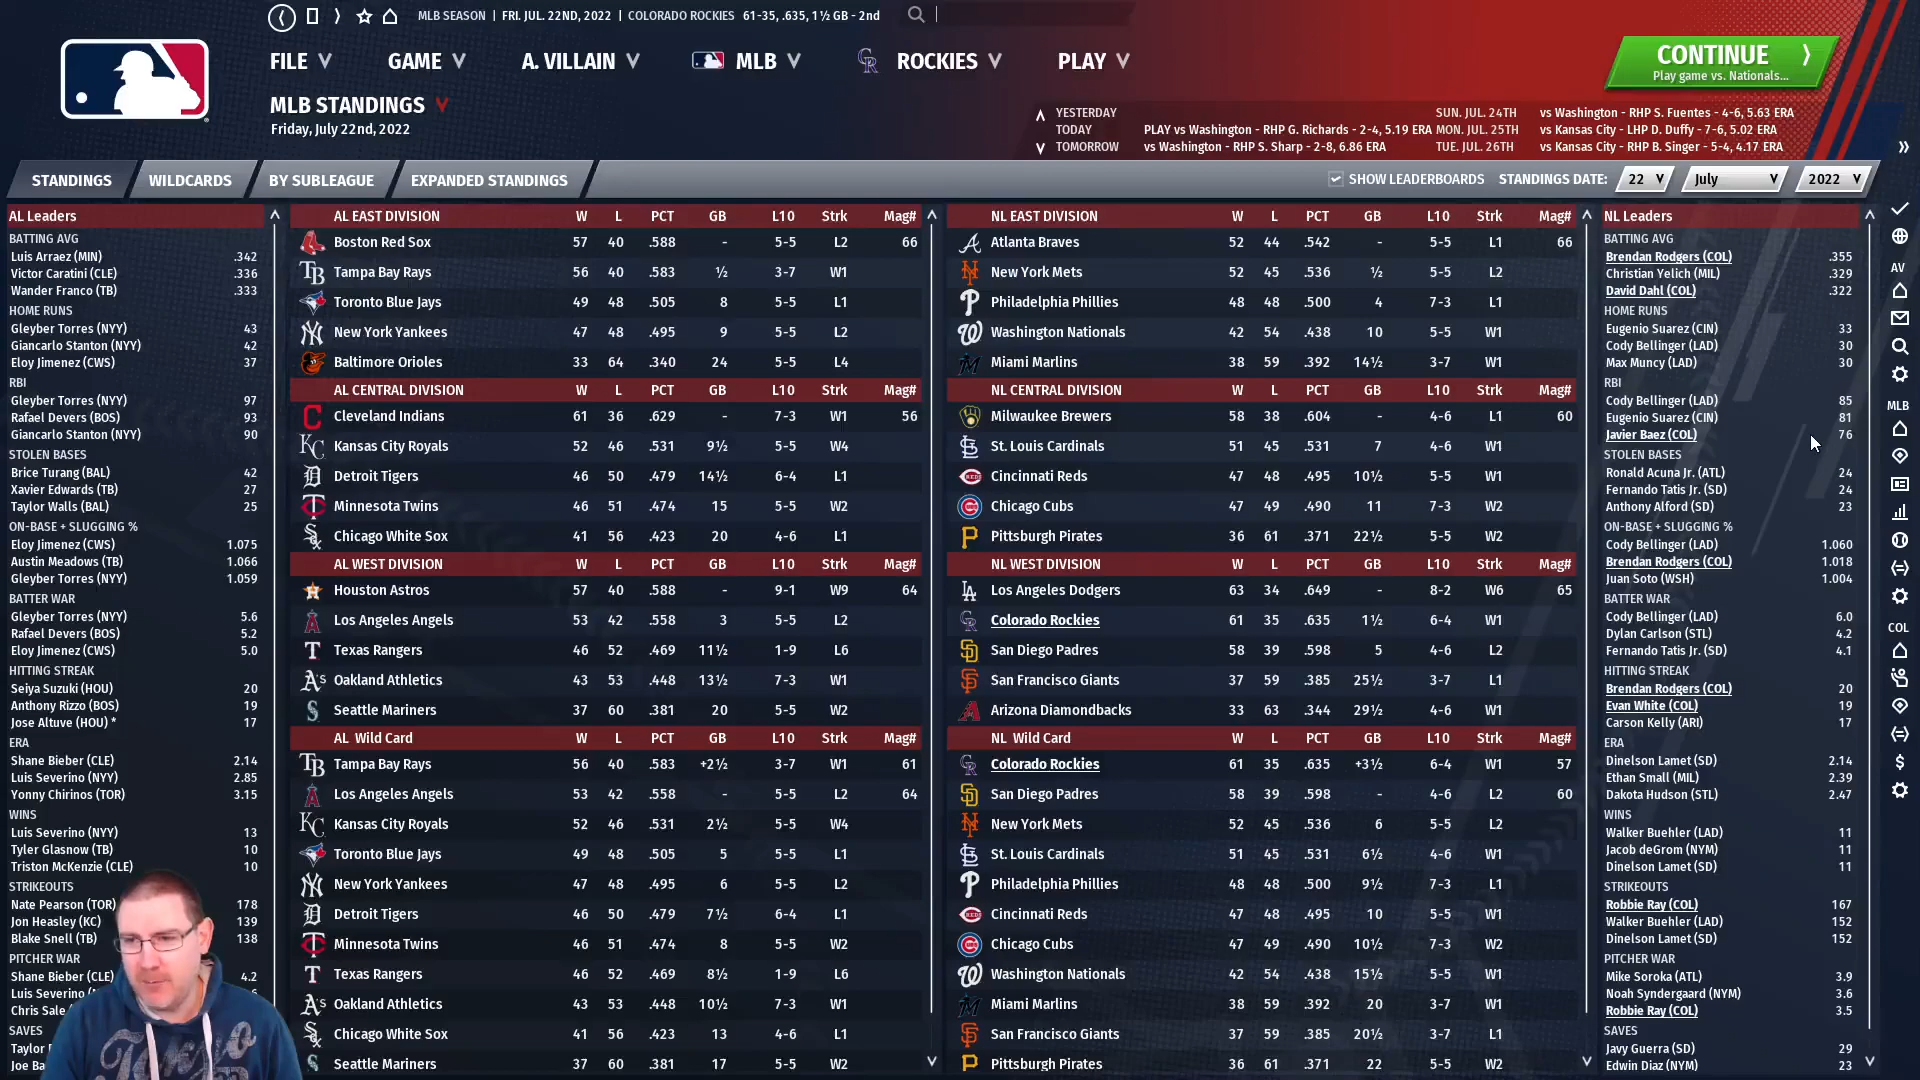 MLB SEASON | FRI. JUL. 22ND, 2022 | COLORADO ROCKIES 61-35, .635, 1½ GB - 2nd
FILE GAME A. VILLAIN MLB ROCKIES PLAY
CONTINUE
Play game vs. Nationals...
MLB STANDINGS
Friday, July 22nd, 2022
YESTERDAY
TODAY PLAY vs Washington - RHP G. Richards - 2-4, 5.19 ERA
TOMORROW vs Washington - RHP S. Sharp - 2-8, 6.86 ERA
SUN. JUL. 24TH vs Washington - RHP S. Fuentes - 4-6, 5.63 ERA
MON. JUL. 25TH vs Kansas City - LHP D. Duffy - 7-6, 5.02 ERA
TUE. JUL. 26TH vs Kansas City - RHP B. Singer - 5-4, 4.17 ERA
STANDINGS WILDCARDS BY SUBLEAGUE EXPANDED STANDINGS
SHOW LEADERBOARDS STANDINGS DATE: 22 July 2022
AL Leaders
BATTING AVG
Luis Arraez (MIN) .342
Victor Caratini (CLE) .336
Wander Franco (TB) .333
HOME RUNS
Gleyber Torres (NYY) 43
Giancarlo Stanton (NYY) 42
Eloy Jimenez (CWS) 37
RBI
Gleyber Torres (NYY) 97
Rafael Devers (BOS) 93
Giancarlo Stanton (NYY) 90
STOLEN BASES
Brice Turang (BAL) 42
Xavier Edwards (TB) 27
Taylor Walls (BAL) 25
ON-BASE + SLUGGING %
Eloy Jimenez (CWS) 1.075
Austin Meadows (TB) 1.066
Gleyber Torres (NYY) 1.059
BATTER WAR
Gleyber Torres (NYY) 5.6
Rafael Devers (BOS) 5.2
Eloy Jimenez (CWS) 5.0
HITTING STREAK
Seiya Suzuki (HOU) 20
Anthony Rizzo (BOS) 19
Jose Altuve (HOU) * 17
ERA
Shane Bieber (CLE) 2.14
Luis Severino (NYY) 2.85
Yonny Chirinos (TOR) 3.15
WINS
Luis Severino (NYY) 13
Tyler Glasnow (TB) 10
Triston McKenzie (CLE) 10
STRIKEOUTS
Nate Pearson (TOR) 178
Jon Heasley (KC) 139
Blake Snell (TB) 138
PITCHER WAR
Shane Bieber (CLE) 4.2
Luis Severino
Chris Sale
SAVES
Taylor
Joe
AL EAST DIVISION W L PCT GB L10 Strk Mag#
Boston Red Sox 57 40 .588 - 5-5 L2 66
Tampa Bay Rays 56 40 .583 ½ 3-7 W1
Toronto Blue Jays 49 48 .505 8 5-5 L1
New York Yankees 47 48 .495 9 5-5 L2
Baltimore Orioles 33 64 .340 24 5-5 L4
AL CENTRAL DIVISION W L PCT GB L10 Strk Mag#
Cleveland Indians 61 36 .629 - 7-3 W1 56
Kansas City Royals 52 46 .531 9½ 5-5 W4
Detroit Tigers 46 50 .479 14½ 6-4 L1
Minnesota Twins 46 51 .474 15 5-5 W2
Chicago White Sox 41 56 .423 20 4-6 L1
AL WEST DIVISION W L PCT GB L10 Strk Mag#
Houston Astros 57 40 .588 - 9-1 W9 64
Los Angeles Angels 53 42 .558 3 5-5 L2
Texas Rangers 46 52 .469 11½ 1-9 L6
Oakland Athletics 43 53 .448 13½ 7-3 W1
Seattle Mariners 37 60 .381 20 5-5 W2
AL Wild Card W L PCT GB L10 Strk Mag#
Tampa Bay Rays 56 40 .583 +2½ 3-7 W1 61
Los Angeles Angels 53 42 .558 - 5-5 L2 64
Kansas City Royals 52 46 .531 2½ 5-5 W4
Toronto Blue Jays 49 48 .505 5 5-5 L1
New York Yankees 47 48 .495 6 5-5 L2
Detroit Tigers 46 50 .479 7½ 6-4 L1
Minnesota Twins 46 51 .474 8 5-5 W2
Texas Rangers 46 52 .469 8½ 1-9 L6
Oakland Athletics 43 53 .448 10½ 7-3 W1
Chicago White Sox 41 56 .423 13 4-6 L1
Seattle Mariners 37 60 .381 17 5-5 W2
NL EAST DIVISION W L PCT GB L10 Strk Mag#
Atlanta Braves 52 44 .542 - 5-5 L1 66
New York Mets 52 45 .536 ½ 5-5 L2
Philadelphia Phillies 48 48 .500 4 7-3 L1
Washington Nationals 42 54 .438 10 5-5 W1
Miami Marlins 38 59 .392 14½ 3-7 W1
NL CENTRAL DIVISION W L PCT GB L10 Strk Mag#
Milwaukee Brewers 58 38 .604 - 4-6 L1 60
St. Louis Cardinals 51 45 .531 7 4-6 W1
Cincinnati Reds 47 48 .495 10½ 5-5 W1
Chicago Cubs 47 49 .490 11 7-3 W2
Pittsburgh Pirates 36 61 .371 22½ 5-5 W2
NL WEST DIVISION W L PCT GB L10 Strk Mag#
Los Angeles Dodgers 63 34 .649 - 8-2 W6 65
Colorado Rockies 61 35 .635 1½ 6-4 W1
San Diego Padres 58 39 .598 5 4-6 L2
San Francisco Giants 37 59 .385 25½ 3-7 L1
Arizona Diamondbacks 33 63 .344 29½ 4-6 W1
NL Wild Card W L PCT GB L10 Strk Mag#
Colorado Rockies 61 35 .635 +3½ 6-4 W1 57
San Diego Padres 58 39 .598 - 4-6 L2 60
New York Mets 52 45 .536 6 5-5 L2
St. Louis Cardinals 51 45 .531 6½ 4-6 W1
Philadelphia Phillies 48 48 .500 9½ 7-3 L1
Cincinnati Reds 47 48 .495 10 5-5 W1
Chicago Cubs 47 49 .490 10½ 7-3 W2
Washington Nationals 42 54 .438 15½ 5-5 W1
Miami Marlins 38 59 .392 20 3-7 W1
San Francisco Giants 37 59 .385 20½ 3-7 L1
Pittsburgh Pirates 36 61 .371 22 5-5 W2
NL Leaders
BATTING AVG
Brendan Rodgers (COL) .355
Christian Yelich (MIL) .329
David Dahl (COL) .322
HOME RUNS
Eugenio Suarez (CIN) 33
Cody Bellinger (LAD) 30
Max Muncy (LAD) 30
RBI
Cody Bellinger (LAD) 85
Eugenio Suarez (CIN) 81
Javier Baez (COL) 76
STOLEN BASES
Ronald Acuna Jr. (ATL) 24
Fernando Tatis Jr. (SD) 24
Anthony Alford (SD) 23
ON-BASE + SLUGGING %
Cody Bellinger (LAD) 1.060
Brendan Rodgers (COL) 1.018
Juan Soto (WSH) 1.004
BATTER WAR
Cody Bellinger (LAD) 6.0
Dylan Carlson (STL) 4.2
Fernando Tatis Jr. (SD) 4.1
HITTING STREAK
Brendan Rodgers (COL) 20
Evan White (COL) 19
Carson Kelly (ARI) 17
ERA
Dinelson Lamet (SD) 2.14
Ethan Small (MIL) 2.39
Dakota Hudson (STL) 2.47
WINS
Walker Buehler (LAD) 11
Jacob deGrom (NYM) 11
Dinelson Lamet (SD) 11
STRIKEOUTS
Robbie Ray (COL) 167
Walker Buehler (LAD) 152
Dinelson Lamet (SD) 152
PITCHER WAR
Mike Soroka (ATL) 3.9
Noah Syndergaard (NYM) 3.6
Robbie Ray (COL) 3.5
SAVES
Javy Guerra (SD) 29
Edwin Diaz (NYM) 23
AV
MLB
COL